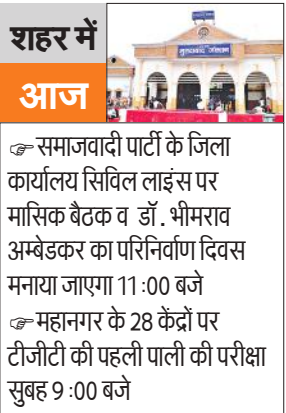 शहर में
आज
मुरादाबाद जंक्शन
☞समाजवादी पार्टी के जिला
कार्यालय सिविल लाइंस पर
मासिक बैठक व डॉ. भीमराव
अम्बेडकर का परिनिर्वाण दिवस
मनाया जाएगा 11:00 बजे
☞महानगर के 28 केंद्रों पर
टीजीटी की पहली पाली की परीक्षा
सुबह 9:00 बजे